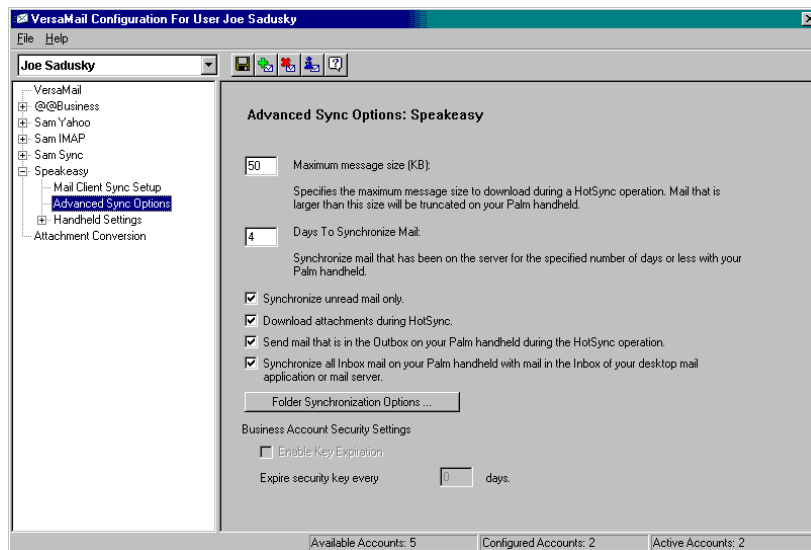 VersaMail Configuration For User Joe Sadusky
File Help
Joe Sadusky
VersaMail
@@Business
Sam Yahoo
Sam IMAP
Sam Sync
Speakeasy
Mail Client Sync Setup
Advanced Sync Options
Handheld Settings
Attachment Conversion
Advanced Sync Options: Speakeasy
50 Maximum message size (KB):
Specifies the maximum message size to download during a HotSync operation. Mail that is
larger than this size will be truncated on your Palm handheld.
4 Days To Synchronize Mail:
Synchronize mail that has been on the server for the specified number of days or less with your
Palm handheld.
Synchronize unread mail only.
Download attachments during HotSync.
Send mail that is in the Outbox on your Palm handheld during the HotSync operation.
Synchronize all Inbox mail on your Palm handheld with mail in the Inbox of your desktop mail
application or mail server.
Folder Synchronization Options ...
Business Account Security Settings
Enable Key Expiration
Expire security key every 0 days.
Available Accounts: 5 Configured Accounts: 2 Active Accounts: 2